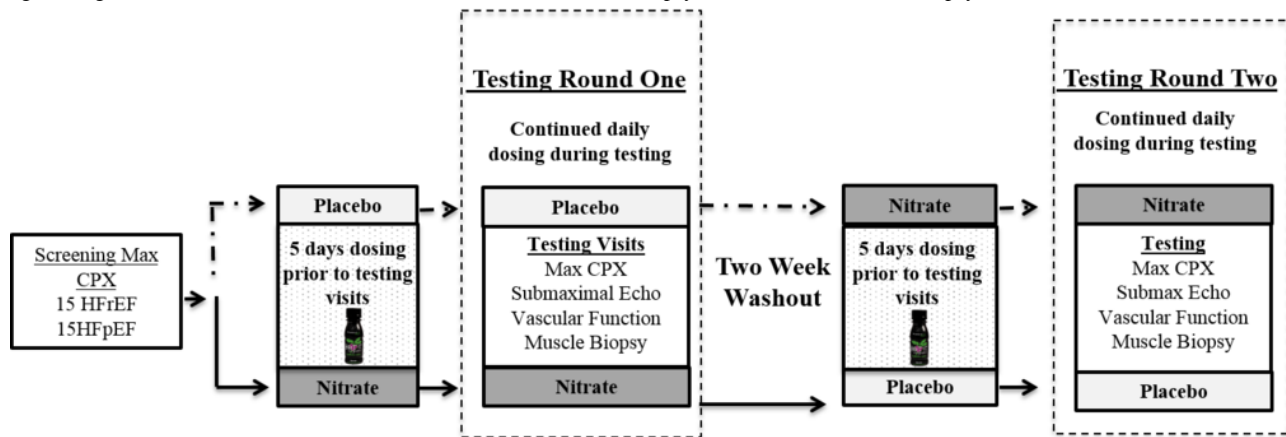 Screening Max
CPX
15 HFrEF
15HFpEF
Placebo
5 days dosing
prior to testing
visits
Nitrate
Testing Round One
Continued daily
dosing during testing
Placebo
Testing Visits
Max CPX
Submaximal Echo
Vascular Function
Muscle Biopsy
Nitrate
Two Week
Washout
Nitrate
5 days dosing
prior to testing
visits
Placebo
Testing Round Two
Continued daily
dosing during testing
Nitrate
Testing
Max CPX
Submax Echo
Vascular Function
Muscle Biopsy
Placebo